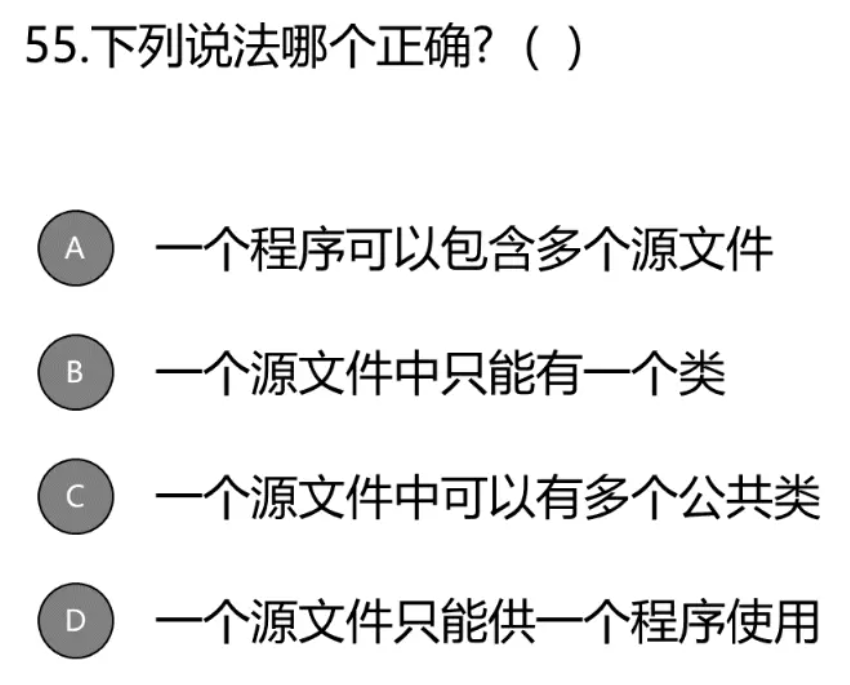 55.下列说法哪个正确?（ ）
A 一个程序可以包含多个源文件
B 一个源文件中只能有一个类
C 一个源文件中可以有多个公共类
D 一个源文件只能供一个程序使用